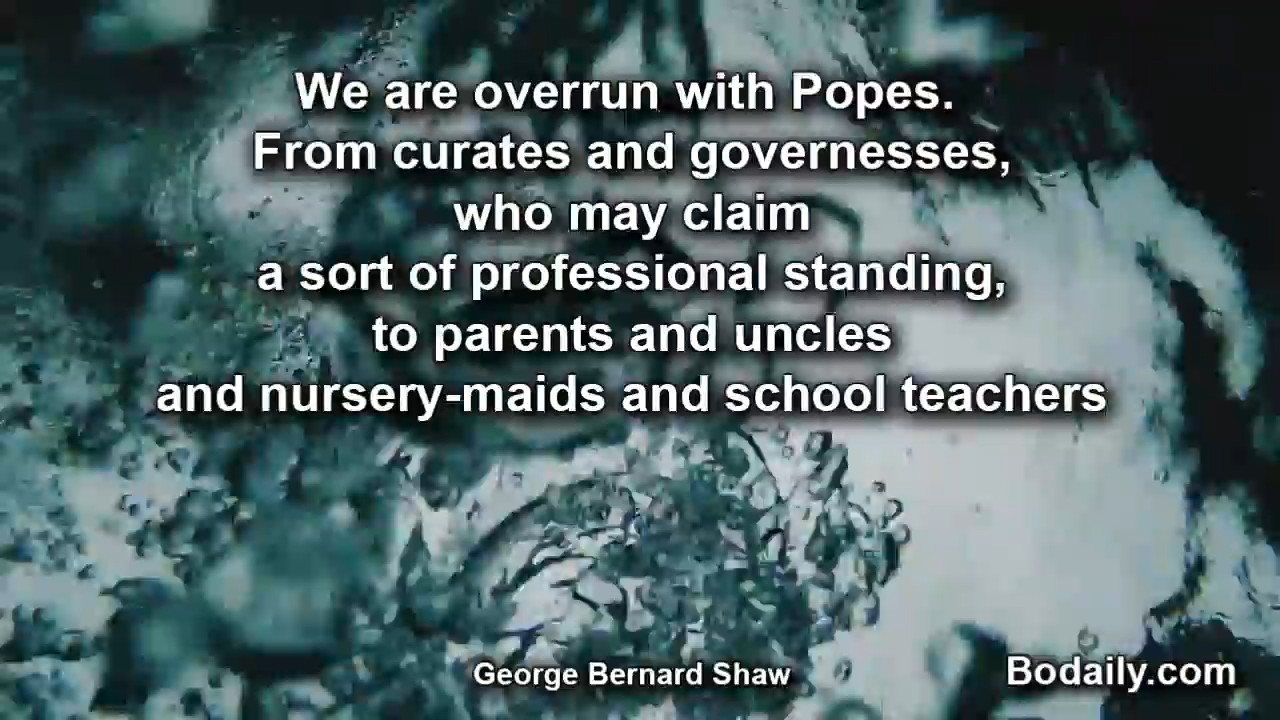 We are overrun with Popes.
From curates and governesses,
who may claim
a sort of professional standing,
to parents and uncles
and nursery-maids and school teachers
George Bernard Shaw
Bodaily.com